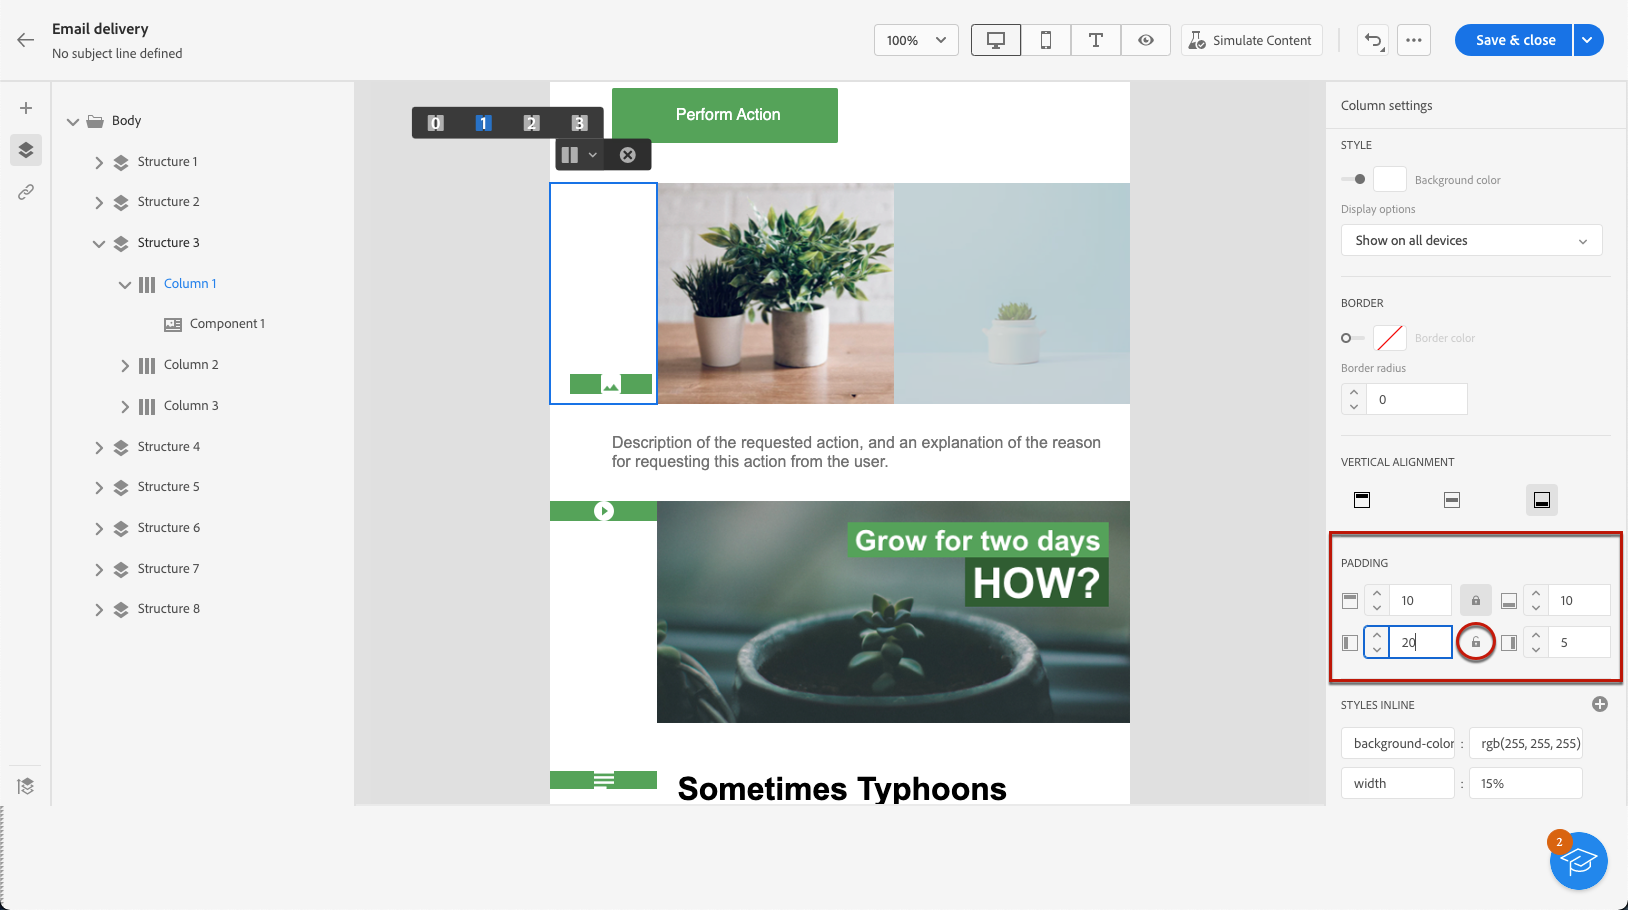 Email delivery
No subject line defined
100%
Simulate Content
Save & close
Body
Structure 1
Structure 2
Structure 3
Column 1
Component 1
Column 2
Column 3
Structure 4
Structure 5
Structure 6
Structure 7
Structure 8
0 1 2 3
Perform Action
Description of the requested action, and an explanation of the reason
for requesting this action from the user.
Grow for two days
HOW?
Sometimes Typhoons
Column settings
STYLE
Background color
Display options
Show on all devices
BORDER
Border color
Border radius
0
VERTICAL ALIGNMENT
PADDING
10 10
20 5
STYLES INLINE
background-color : rgb(255, 255, 255)
width : 15%
2